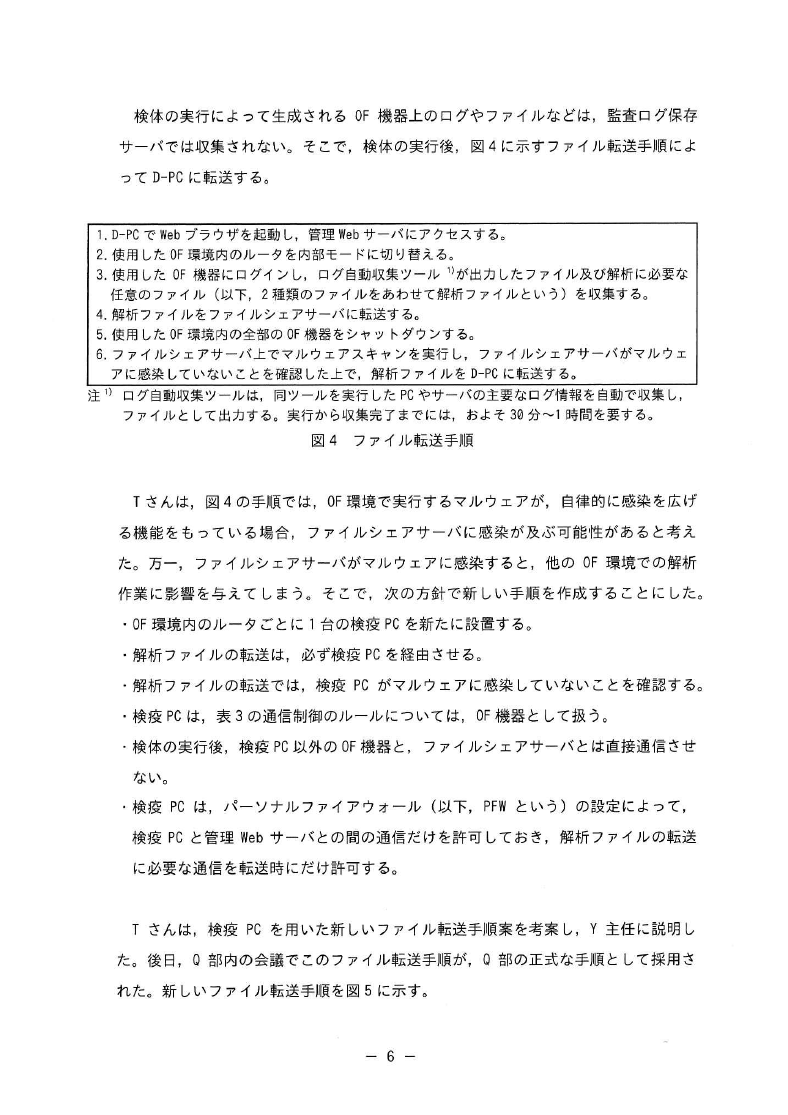 検体の実行によって生成される OF 機器上のログやファイルなどは，監査ログ保存
サーバでは収集されない。そこで，検体の実行後，図4に示すファイル転送手順によ
って D-PC に転送する。
1. D-PC で Web ブラウザを起動し，管理 Web サーバにアクセスする。
2. 使用した OF 環境内のルータを内部モードに切り替える。
3. 使用した OF 機器にログインし，ログ自動収集ツール 1)が出力したファイル及び解析に必要な
任意のファイル（以下，2種類のファイルをあわせて解析ファイルという）を収集する。
4. 解析ファイルをファイルシェアサーバに転送する。
5. 使用した OF 環境内の全部の OF 機器をシャットダウンする。
6. ファイルシェアサーバ上でマルウェアスキャンを実行し，ファイルシェアサーバがマルウェ
アに感染していないことを確認した上で，解析ファイルを D-PC に転送する。
注 1) ログ自動収集ツールは，同ツールを実行した PC やサーバの主要なログ情報を自動で収集し，
ファイルとして出力する。実行から収集完了までには，およそ 30 分～1 時間を要する。
図4 ファイル転送手順
T さんは，図4の手順では，OF 環境で実行するマルウェアが，自律的に感染を広げ
る機能をもっている場合，ファイルシェアサーバに感染が及ぶ可能性があると考え
た。万一，ファイルシェアサーバがマルウェアに感染すると，他の OF 環境での解析
作業に影響を与えてしまう。そこで，次の方針で新しい手順を作成することにした。
・OF 環境内のルータごとに1台の検疫 PC を新たに設置する。
・解析ファイルの転送は，必ず検疫 PC を経由させる。
・解析ファイルの転送では，検疫 PC がマルウェアに感染していないことを確認する。
・検疫 PC は，表3の通信制御のルールについては，OF 機器として扱う。
・検体の実行後，検疫 PC 以外の OF 機器と，ファイルシェアサーバとは直接通信させ
ない。
・検疫 PC は，パーソナルファイアウォール（以下，PFW という）の設定によって，
検疫 PC と管理 Web サーバとの間の通信だけを許可しておき，解析ファイルの転送
に必要な通信を転送時にだけ許可する。
T さんは，検疫 PC を用いた新しいファイル転送手順案を考案し，Y 主任に説明し
た。後日，Q 部内の会議でこのファイル転送手順が，Q 部の正式な手順として採用さ
れた。新しいファイル転送手順を図5に示す。
－ 6 －